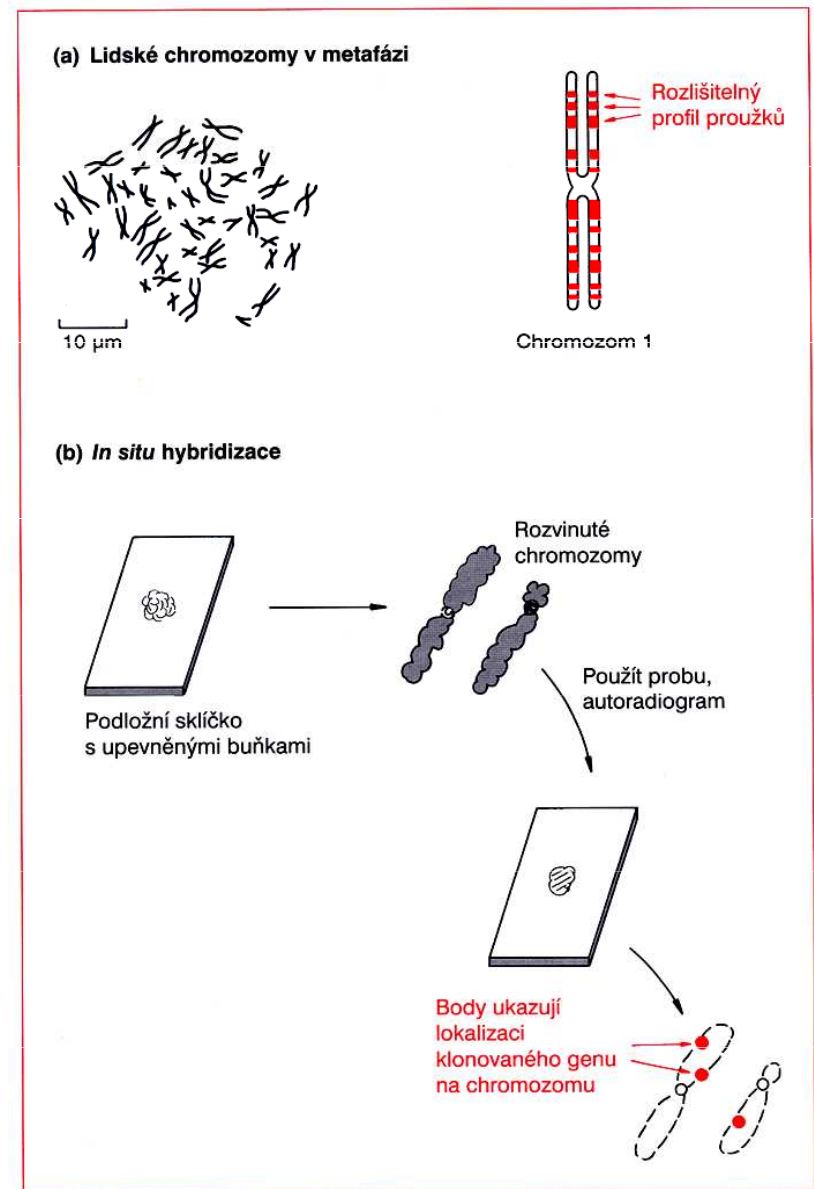 (a) Lidské chromozomy v metafázi
Rozlišitelný
profil proužků
10 µm
Chromozom 1
(b) In situ hybridizace
Rozvinuté
chromozomy
Podložní sklíčko
s upevněnými buňkami
Použít probu,
autoradiogram
Body ukazují
lokalizaci
klonovaného genu
na chromozomu